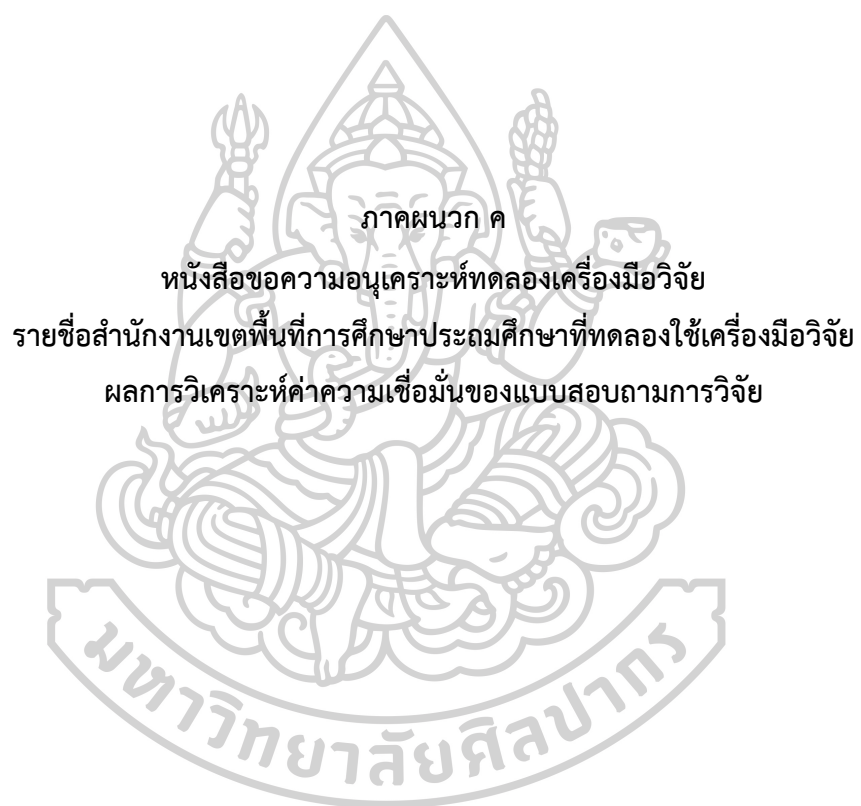 ภาคผนวก ค
หนังสือขอความอนุเคราะห์ทดลองเครื่องมือวิจัย
รายชื่อสำนักงานเขตพื้นที่การศึกษาประถมศึกษาที่ทดลองใช้เครื่องมือวิจัย
ผลการวิเคราะห์ค่าความเชื่อมั่นของแบบสอบถามการวิจัย
มหาวิทยาลัยศิลปากร